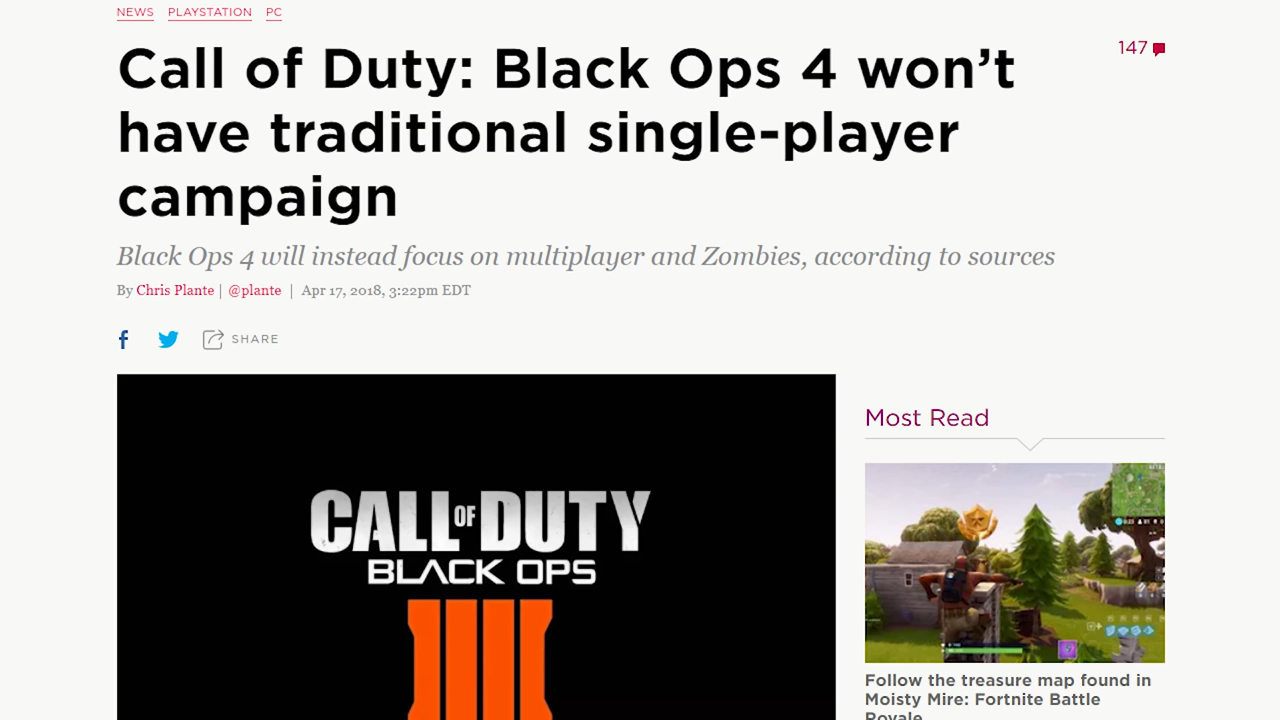 NEWS PLAYSTATION PC
Call of Duty: Black Ops 4 won’t
147
have traditional single-player
campaign
Black Ops 4 will instead focus on multiplayer and Zombies, according to sources
By Chris Plante | @plante | Apr 17, 2018, 3:22pm EDT
f SHARE
CALL OF DUTY
BLACK OPS
IIII
Most Read
Follow the treasure map found in
Moisty Mire: Fortnite Battle
Royale